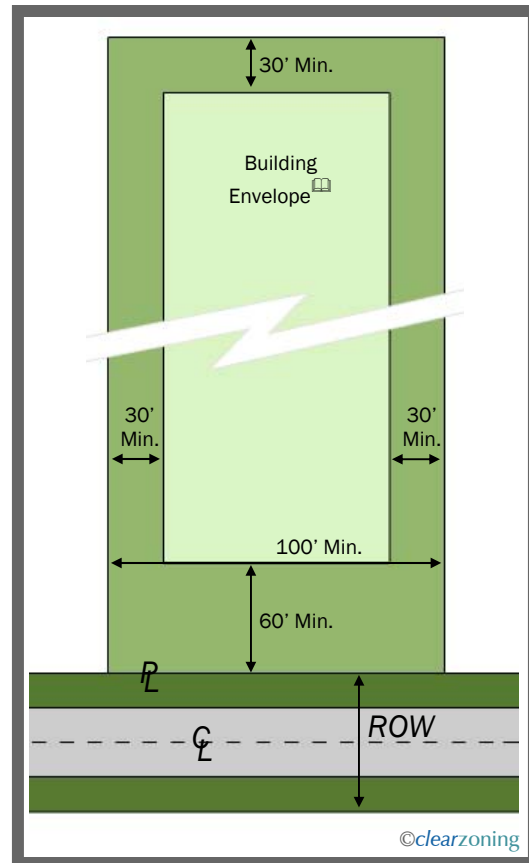 30’ Min.
Building
Envelope
30’
Min.
30’
Min.
100’ Min.
60’ Min.
PL
CL
ROW
©clearzoning